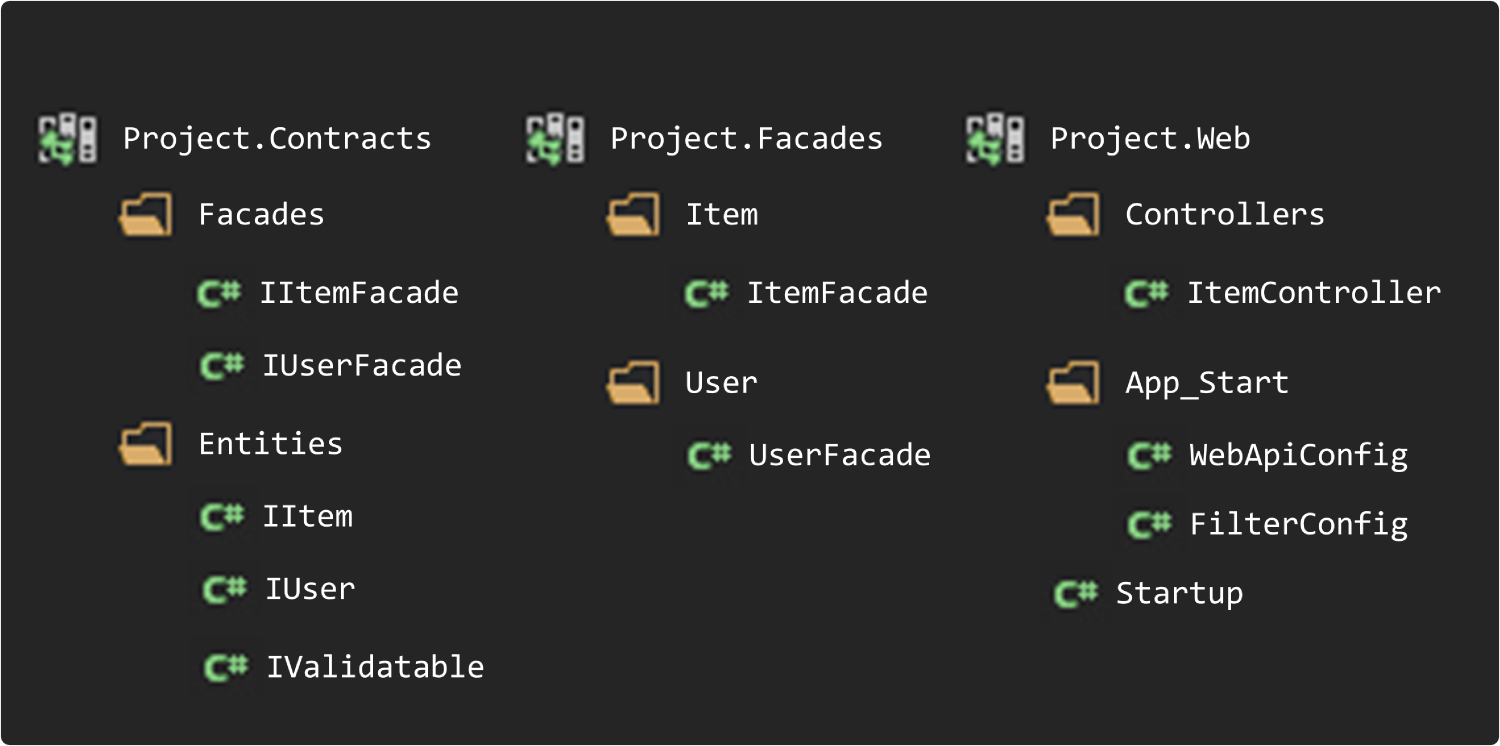 Project.Contracts
Facades
C# IItemFacade
C# IUserFacade
Entities
C# IItem
C# IUser
C# IValidatable
Project.Facades
Item
C# ItemFacade
User
C# UserFacade
Project.Web
Controllers
C# ItemController
App_Start
C# WebApiConfig
C# FilterConfig
C# Startup